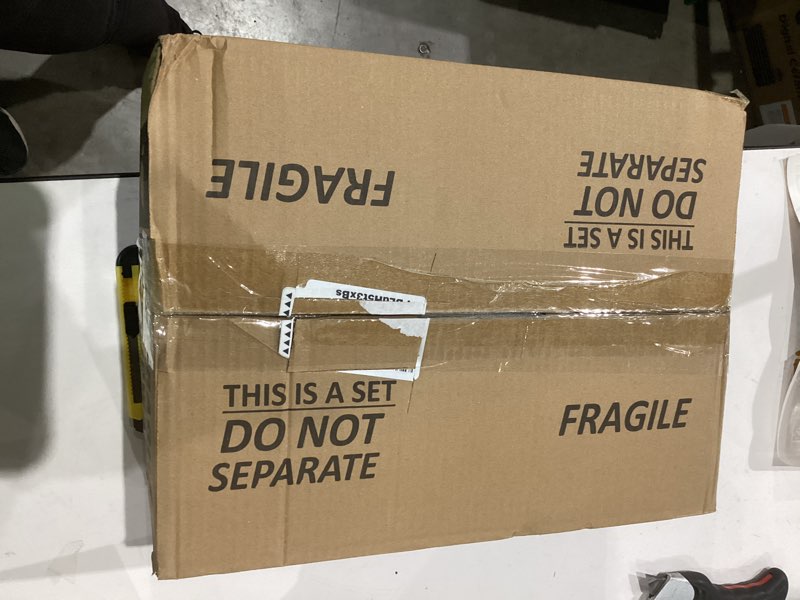 FRAGILE
THIS IS A SET
DO NOT
SEPARATE
THIS IS A SET
DO NOT
SEPARATE
FRAGILE